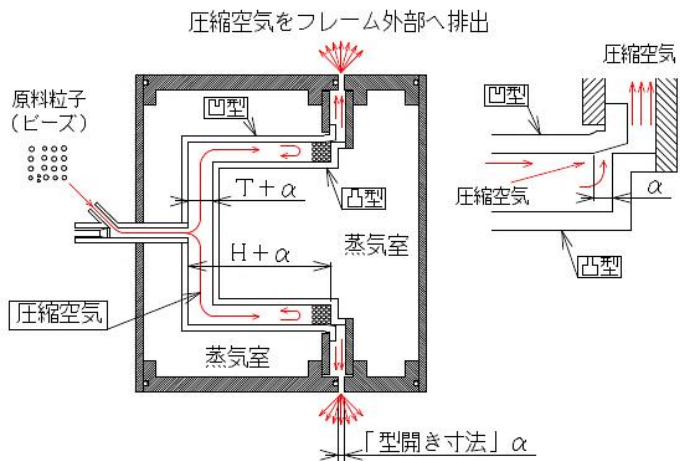 圧縮空気をフレーム外部へ排出
圧縮空気
原料粒子
(ビーズ)
凹型
凹型
T+α
凸型
圧縮空気
α
H+α
蒸気室
凸型
圧縮空気
蒸気室
「型開き寸法」α